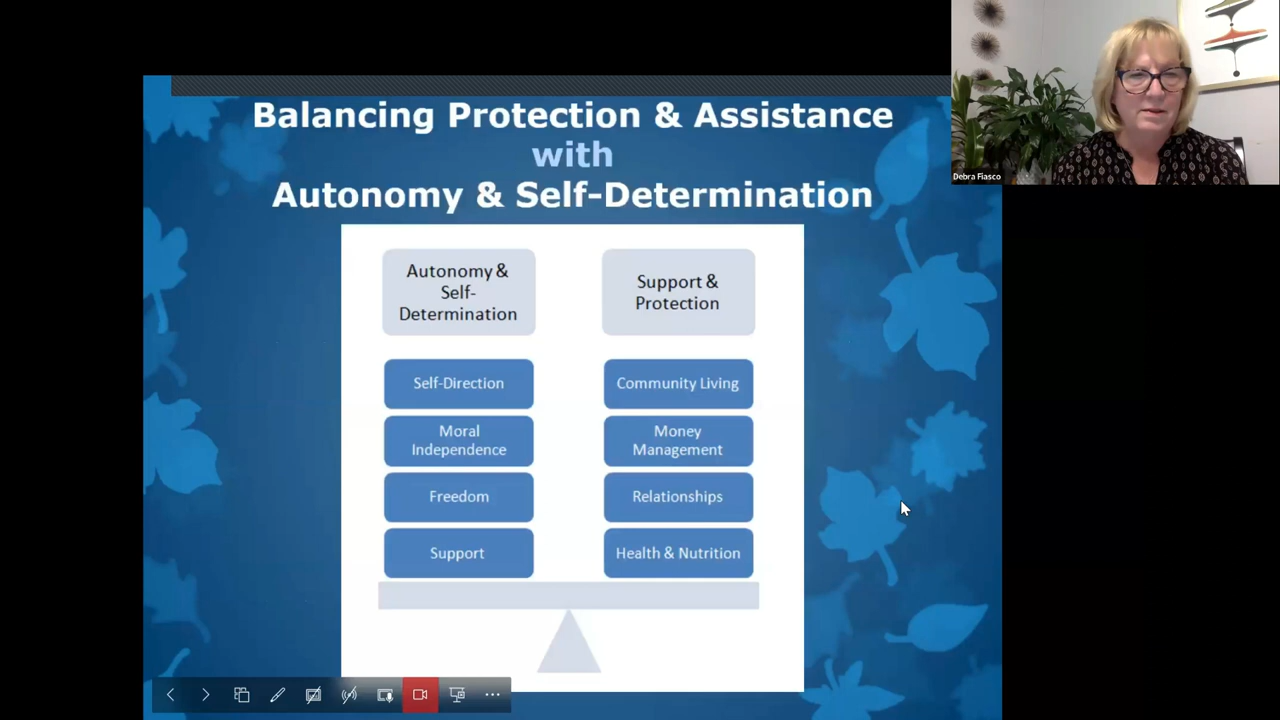 Balancing Protection & Assistance
with
Autonomy & Self-Determination
Autonomy &
Self-
Determination
Self-Direction
Moral
Independence
Freedom
Support
Support &
Protection
Community Living
Money
Management
Relationships
Health & Nutrition
Debra Fiasco